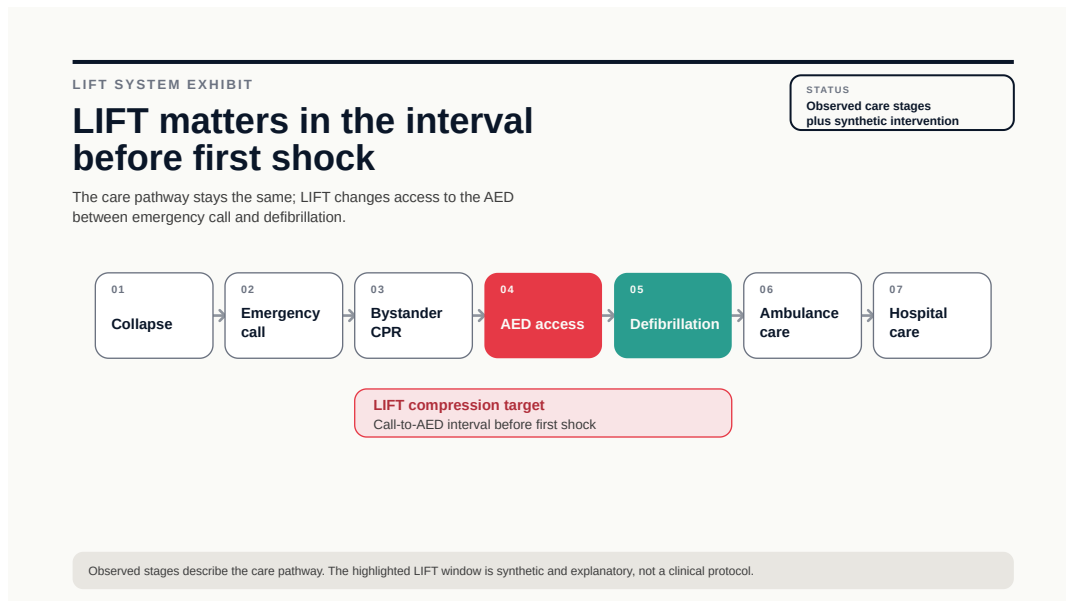 LIFT SYSTEM EXHIBIT
LIFT matters in the interval
before first shock
The care pathway stays the same; LIFT changes access to the AED
between emergency call and defibrillation.
STATUS
Observed care stages
plus synthetic intervention
01
Collapse
02
Emergency
call
03
Bystander
CPR
04
AED access
05
Defibrillation
06
Ambulance
care
07
Hospital
care
LIFT compression target
Call-to-AED interval before first shock
Observed stages describe the care pathway. The highlighted LIFT window is synthetic and explanatory, not a clinical protocol.